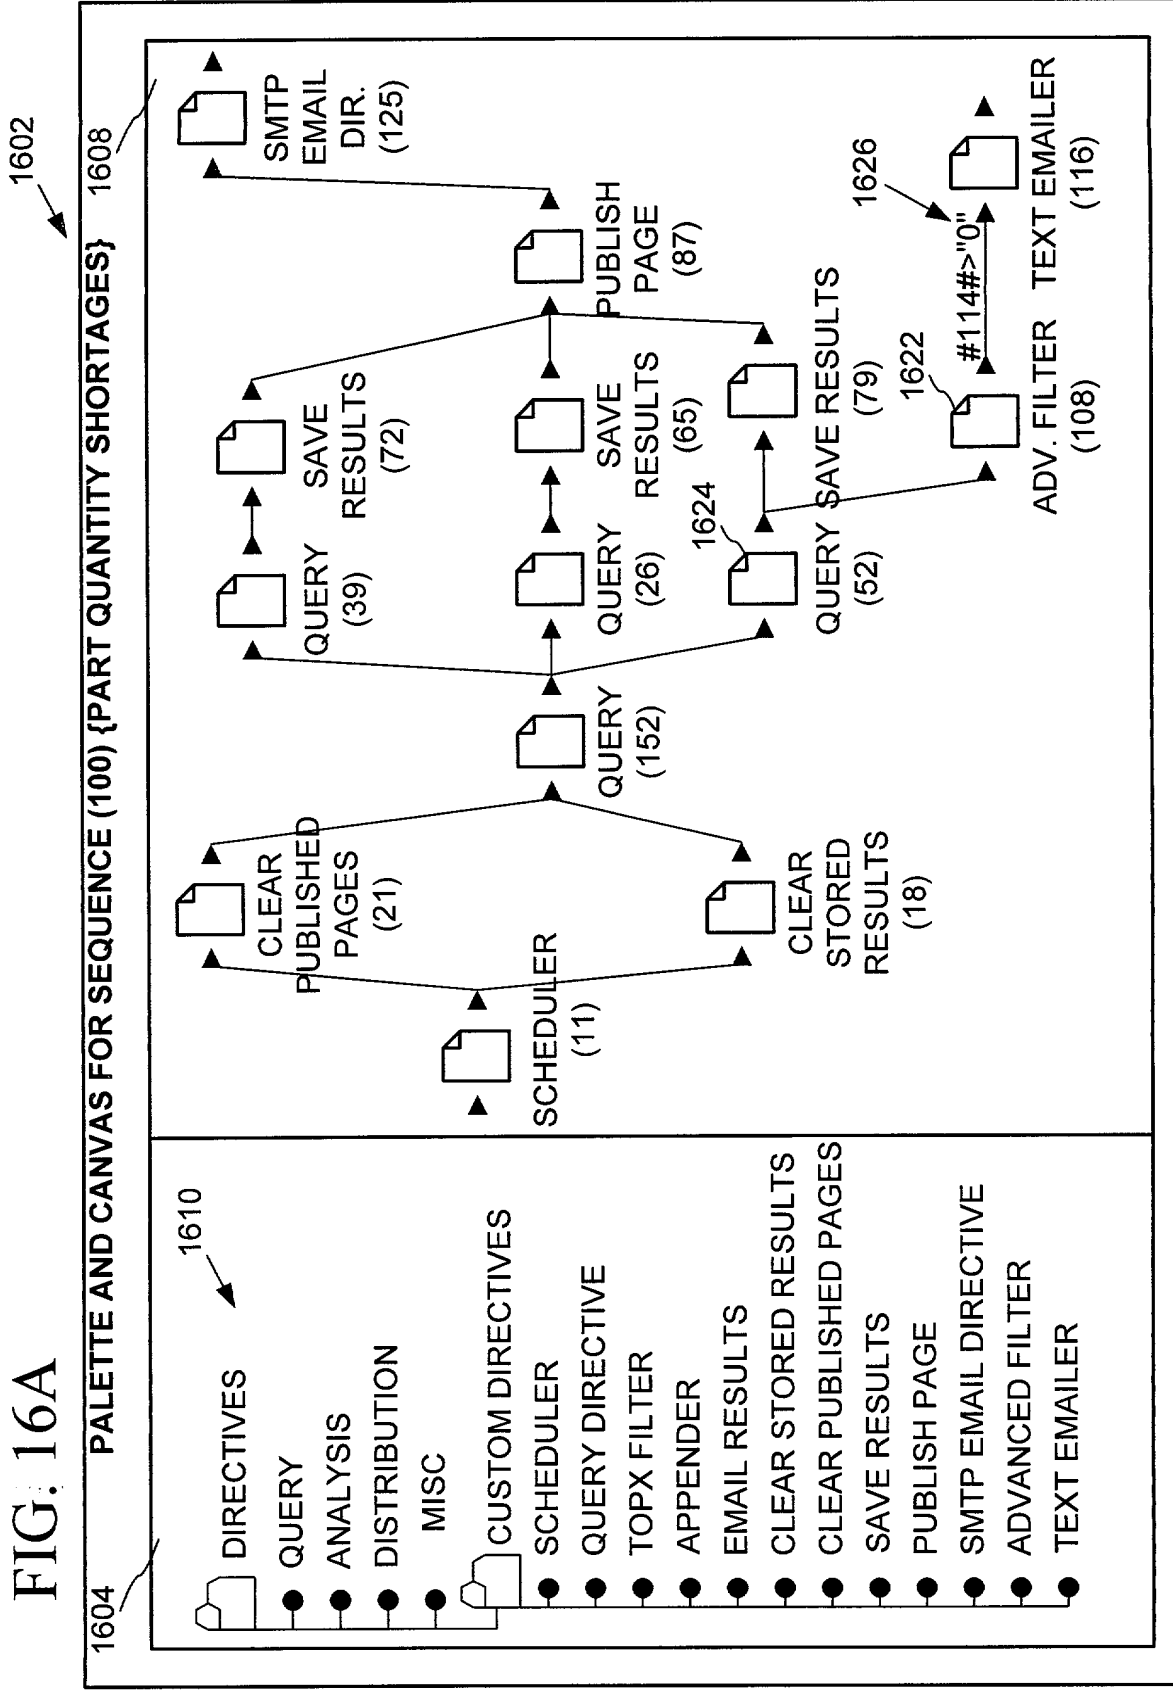 FIG. 16A
1602
PALETTE AND CANVAS FOR SEQUENCE (100) {PART QUANTITY SHORTAGES}
1604
1608
1610
DIRECTIVES
QUERY
ANALYSIS
DISTRIBUTION
MISC
CUSTOM DIRECTIVES
SCHEDULER
QUERY DIRECTIVE
TOPX FILTER
APPENDER
EMAIL RESULTS
CLEAR STORED RESULTS
CLEAR PUBLISHED PAGES
SAVE RESULTS
PUBLISH PAGE
SMTP EMAIL DIRECTIVE
ADVANCED FILTER
TEXT EMAILER
SCHEDULER
(11)
CLEAR
PUBLISHED
PAGES
(21)
CLEAR
STORED
RESULTS
(18)
QUERY
(152)
QUERY
(39)
QUERY
(26)
1624
QUERY
(52)
SAVE
RESULTS
(72)
SAVE
RESULTS
(65)
SAVE RESULTS
(79)
PUBLISH
PAGE
(87)
SMTP
EMAIL
DIR.
(125)
1622
ADV. FILTER
(108)
#114#>"0"
1626
TEXT EMAILER
(116)